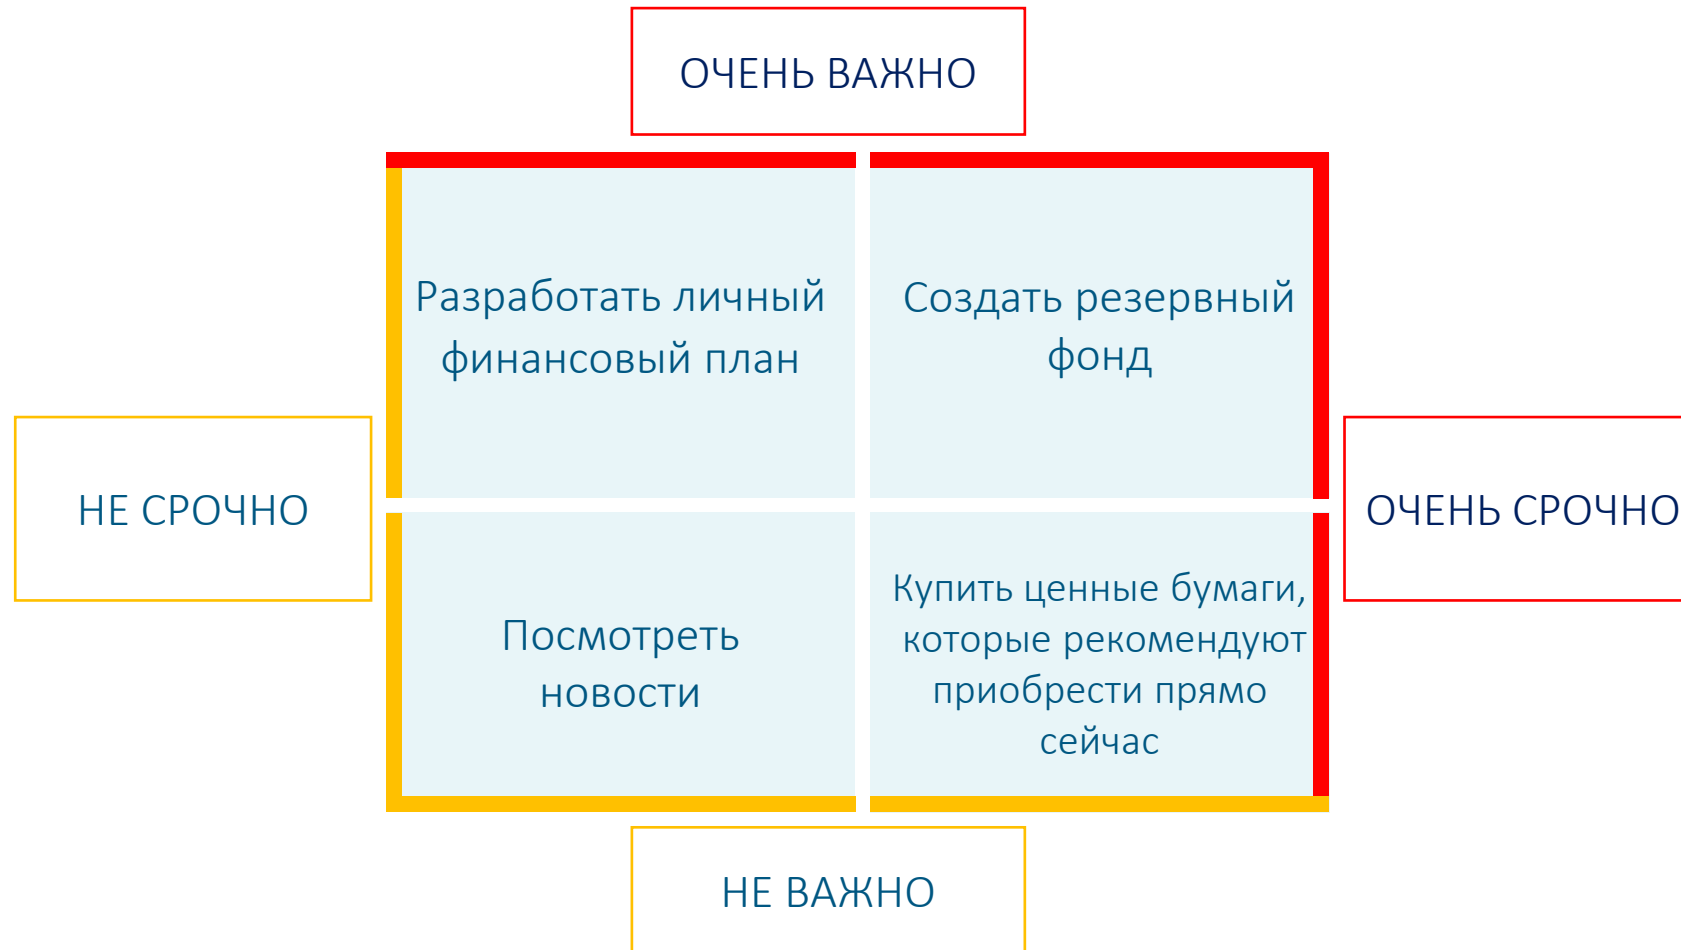 ОЧЕНЬ ВАЖНО
Разработать личный
финансовый план
Создать резервный
фонд
НЕ СРОЧНО
ОЧЕНЬ СРОЧНО
Посмотреть
новости
Купить ценные бумаги,
которые рекомендуют
приобрести прямо
сейчас
НЕ ВАЖНО